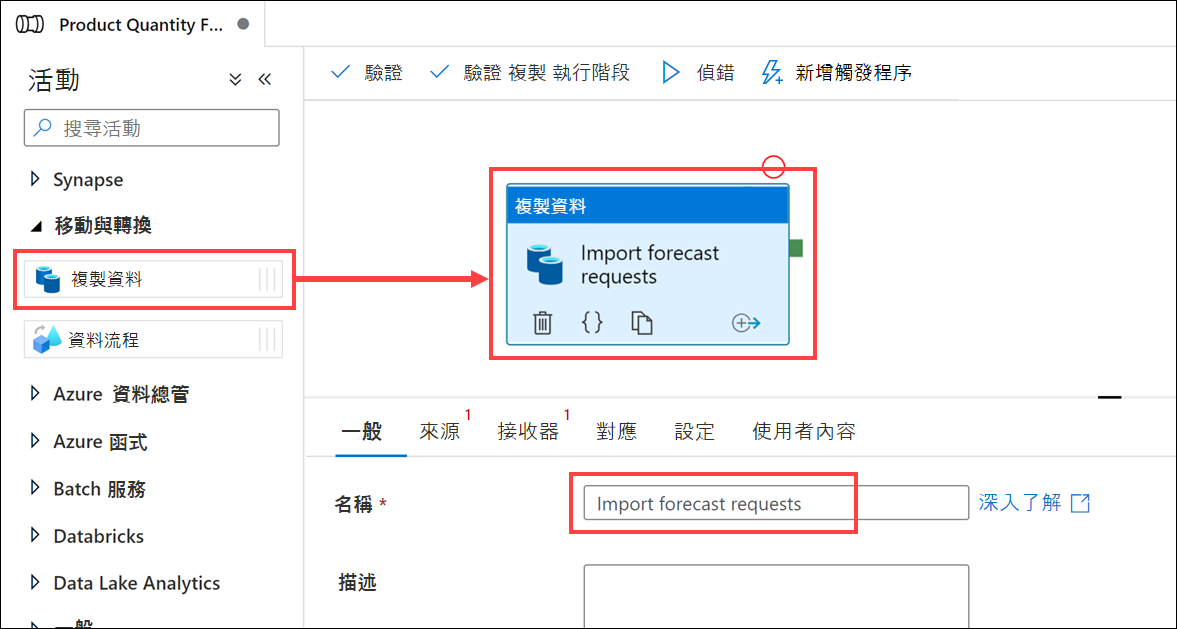 Product Quantity F...
活動
搜尋活動
Synapse
移動與轉換
複製資料
資料流程
Azure 資料總管
Azure 函式
Batch 服務
Databricks
Data Lake Analytics
一般
驗證
驗證 複製 執行階段
偵錯
新增觸發程序
複製資料
Import forecast
requests
一般
來源 1
接收器 1
對應
設定
使用者內容
名稱 *
Import forecast requests
深入了解
描述